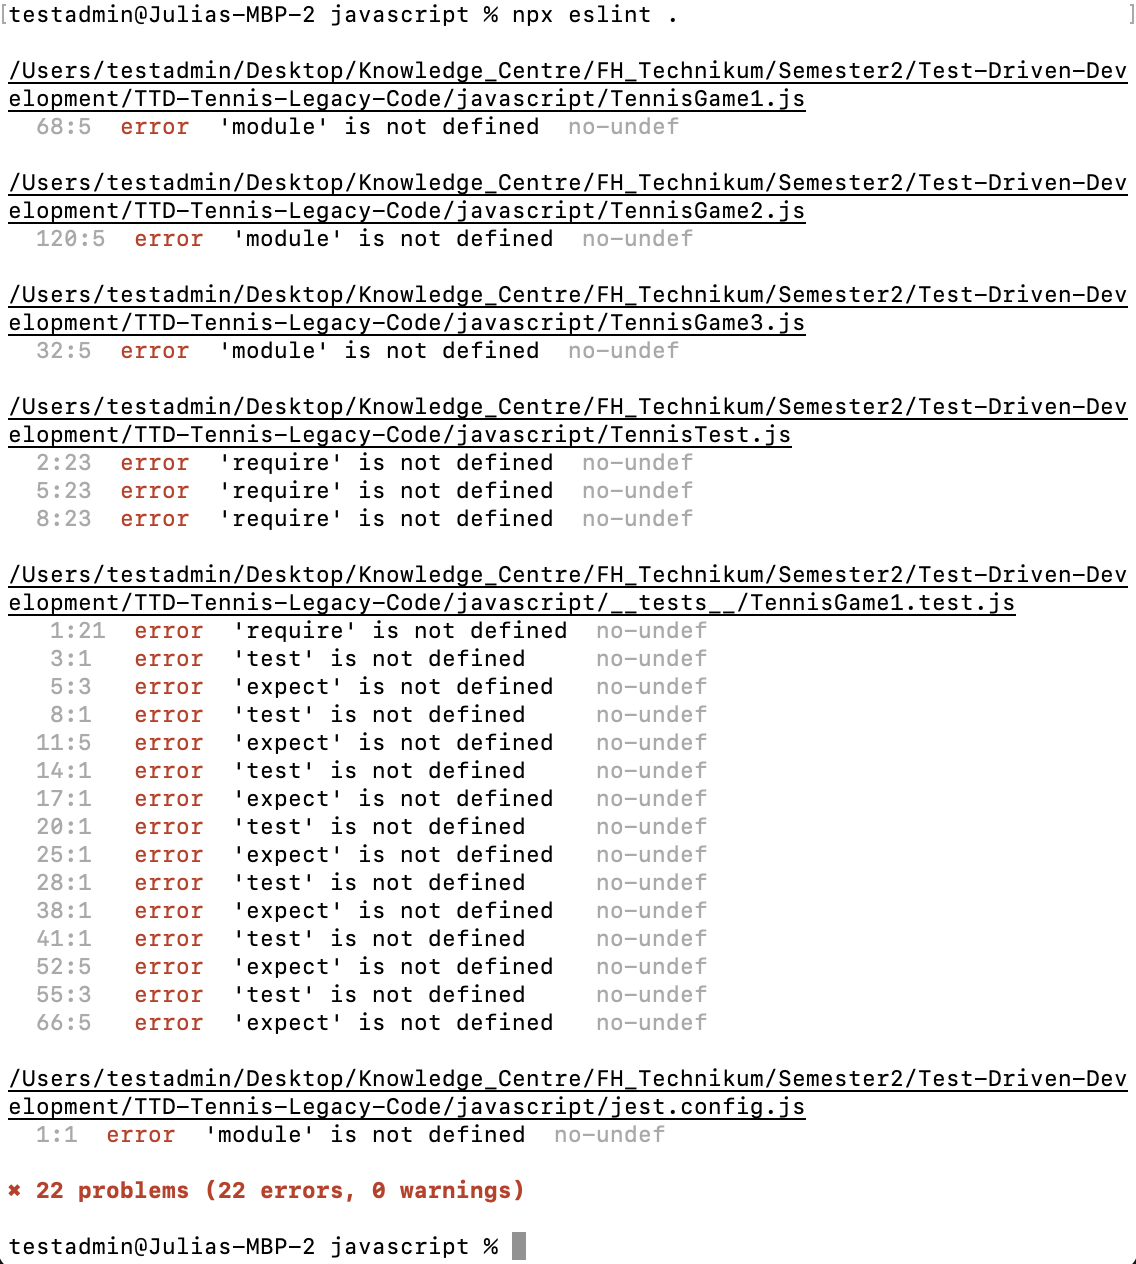 [testadmin@Julias-MBP-2 javascript % npx eslint . ]
/Users/testadmin/Desktop/Knowledge_Centre/FH_Technikum/Semester2/Test-Driven-Dev
elopment/TTD-Tennis-Legacy-Code/javascript/TennisGame1.js
68:5 error 'module' is not defined no-undef
/Users/testadmin/Desktop/Knowledge_Centre/FH_Technikum/Semester2/Test-Driven-Dev
elopment/TTD-Tennis-Legacy-Code/javascript/TennisGame2.js
120:5 error 'module' is not defined no-undef
/Users/testadmin/Desktop/Knowledge_Centre/FH_Technikum/Semester2/Test-Driven-Dev
elopment/TTD-Tennis-Legacy-Code/javascript/TennisGame3.js
32:5 error 'module' is not defined no-undef
/Users/testadmin/Desktop/Knowledge_Centre/FH_Technikum/Semester2/Test-Driven-Dev
elopment/TTD-Tennis-Legacy-Code/javascript/TennisTest.js
2:23 error 'require' is not defined no-undef
5:23 error 'require' is not defined no-undef
8:23 error 'require' is not defined no-undef
/Users/testadmin/Desktop/Knowledge_Centre/FH_Technikum/Semester2/Test-Driven-Dev
elopment/TTD-Tennis-Legacy-Code/javascript/__tests__/TennisGame1.test.js
1:21 error 'require' is not defined no-undef
3:1 error 'test' is not defined no-undef
5:3 error 'expect' is not defined no-undef
8:1 error 'test' is not defined no-undef
11:5 error 'expect' is not defined no-undef
14:1 error 'test' is not defined no-undef
17:1 error 'expect' is not defined no-undef
20:1 error 'test' is not defined no-undef
25:1 error 'expect' is not defined no-undef
28:1 error 'test' is not defined no-undef
38:1 error 'expect' is not defined no-undef
41:1 error 'test' is not defined no-undef
52:5 error 'expect' is not defined no-undef
55:3 error 'test' is not defined no-undef
66:5 error 'expect' is not defined no-undef
/Users/testadmin/Desktop/Knowledge_Centre/FH_Technikum/Semester2/Test-Driven-Dev
elopment/TTD-Tennis-Legacy-Code/javascript/jest.config.js
1:1 error 'module' is not defined no-undef
✖ 22 problems (22 errors, 0 warnings)
testadmin@Julias-MBP-2 javascript %